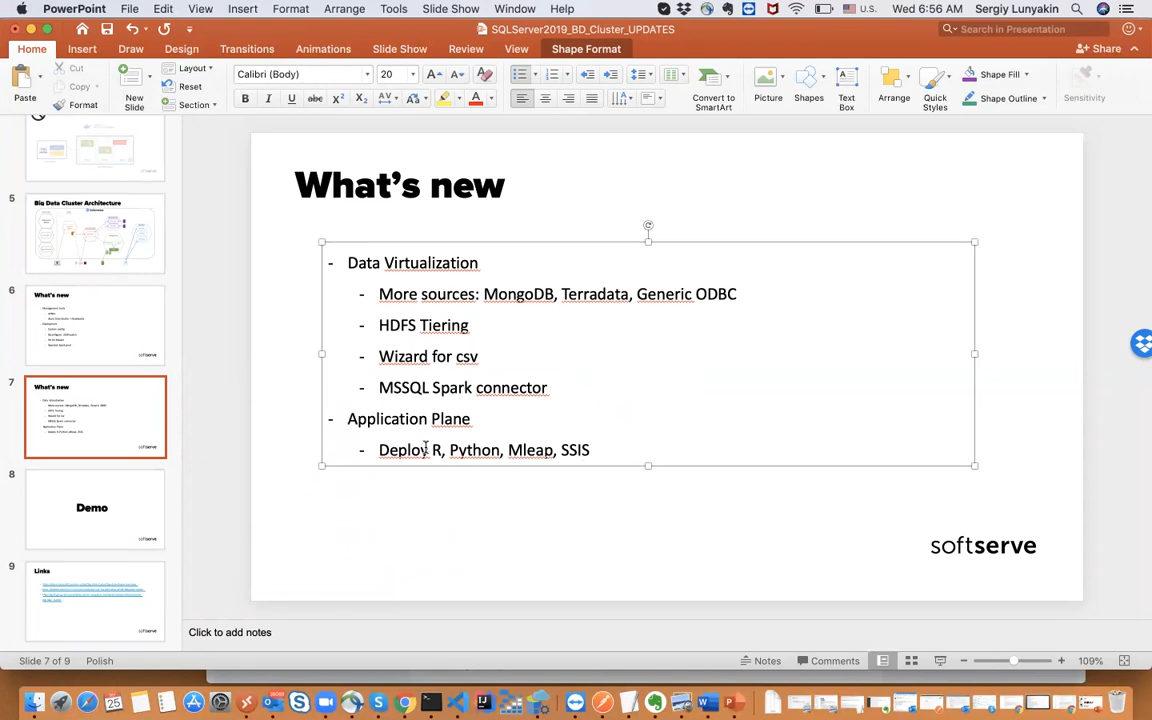 PowerPoint File Edit View Insert Format Arrange Tools Slide Show Window Help U.S. Wed 6:56 AM Sergiy Lunyakin
SQLServer2019_BD_Cluster_UPDATES Search in Presentation
Home Insert Draw Design Transitions Animations Slide Show Review View Shape Format Share
Paste Cut Copy Format New Slide Layout Reset Section Calibri (Body) 20 Convert to SmartArt Picture Shapes Text Box Arrange Quick Styles Shape Fill Shape Outline Sensitivity
5
Big Data Cluster Architecture
6
What's new
7
What's new
8
Demo
9
Links
What's new
- Data Virtualization
- More sources: MongoDB, Terradata, Generic ODBC
- HDFS Tiering
- Wizard for csv
- MSSQL Spark connector
- Application Plane
- Deploy R, Python, Mleap, SSIS
softserve
Click to add notes
Slide 7 of 9 Polish Notes Comments 109%